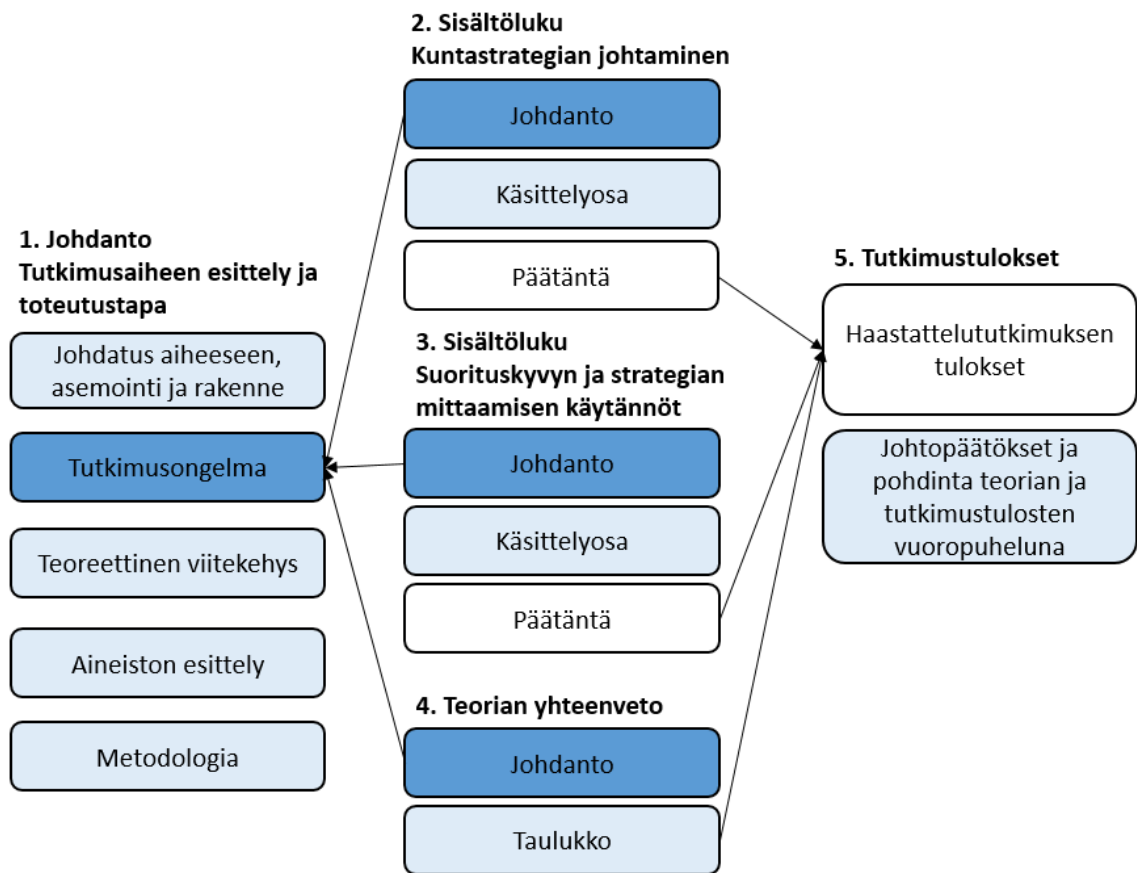 1. Johdanto
Tutkimusaiheen esittely ja
toteutustapa
Johdatus aiheeseen,
asemointi ja rakenne
Tutkimusongelma
Teoreettinen viitekehys
Aineiston esittely
Metodologia
2. Sisältöluku
Kuntastrategian johtaminen
Johdanto
Käsittelyosa
Päätäntä
3. Sisältöluku
Suorituskyvyn ja strategian
mittaamisen käytännöt
Johdanto
Käsittelyosa
Päätäntä
4. Teorian yhteenveto
Johdanto
Taulukko
5. Tutkimustulokset
Haastattelututkimuksen
tulokset
Johtopäätökset ja
pohdinta teorian ja
tutkimustulosten
vuoropuheluna